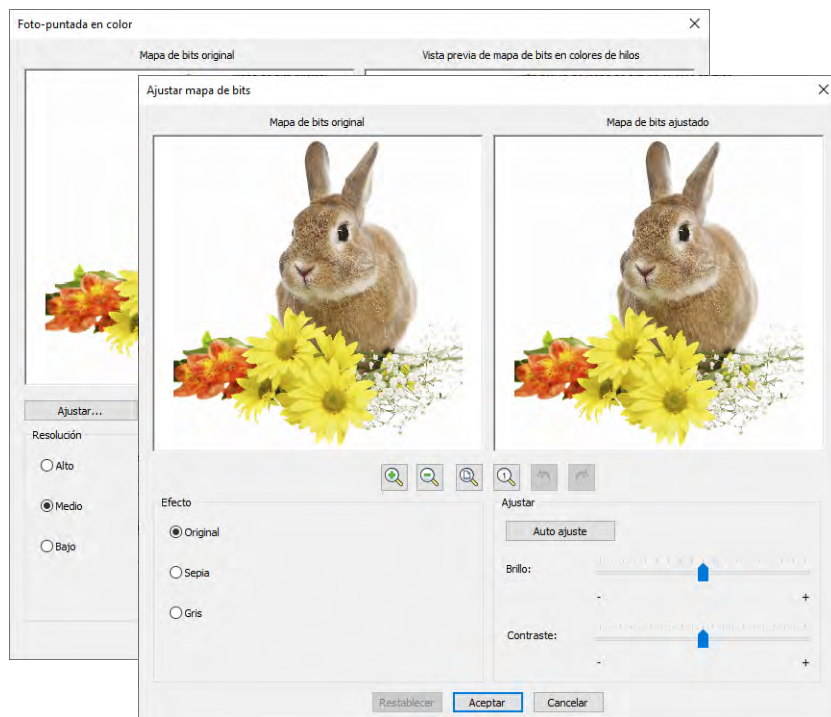 Foto-puntada en color
Mapa de bits original
Vista previa de mapa de bits en colores de hilos
Ajustar mapa de bits
Mapa de bits original
Mapa de bits ajustado
Ajustar...
Resolución
Alto
Medio
Bajo
1
Efecto
Original
Sepia
Gris
Ajustar
Auto ajuste
Brillo:
- +
Contraste:
- +
Restablecer
Aceptar
Cancelar